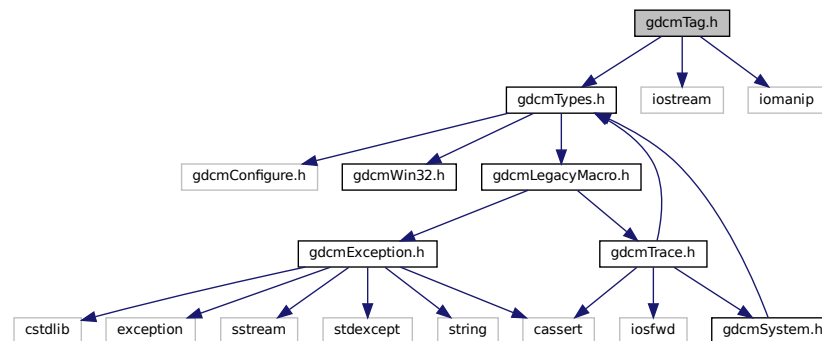 gdcmTag.h
gdcmTypes.h
iostream
iomanip
gdcmConfigure.h
gdcmWin32.h
gdcmLegacyMacro.h
gdcmException.h
gdcmTrace.h
cstdlib
exception
sstream
stdexcept
string
cassert
iosfwd
gdcmSystem.h